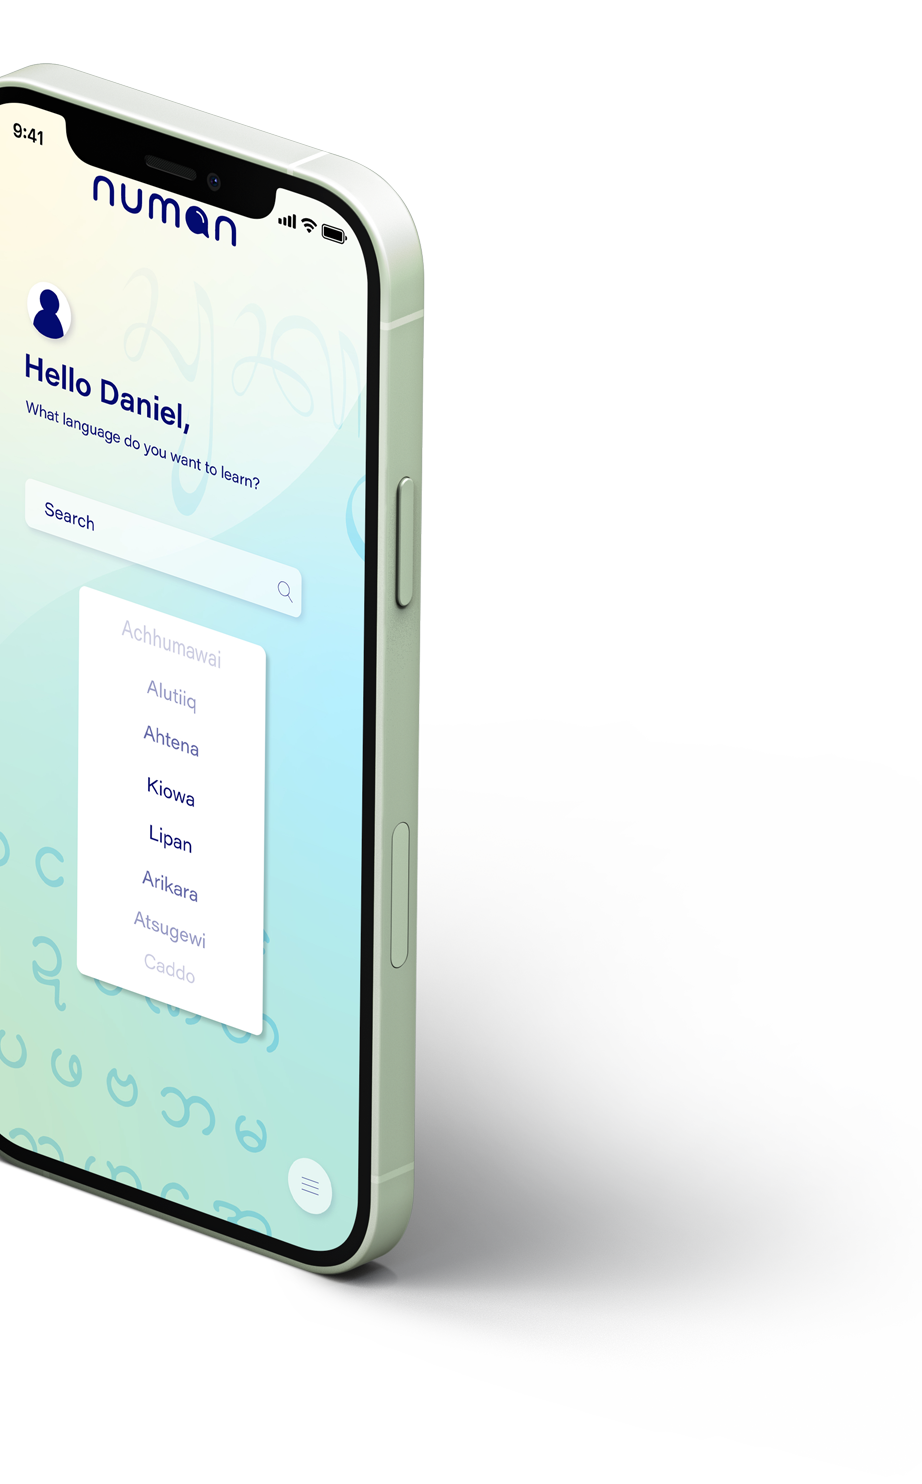 9:41
numan
Hello Daniel,
What language do you want to learn?
Search
Achhumawai
Alutiiq
Ahtena
Kiowa
Lipan
Arikara
Atsugewi
Caddo